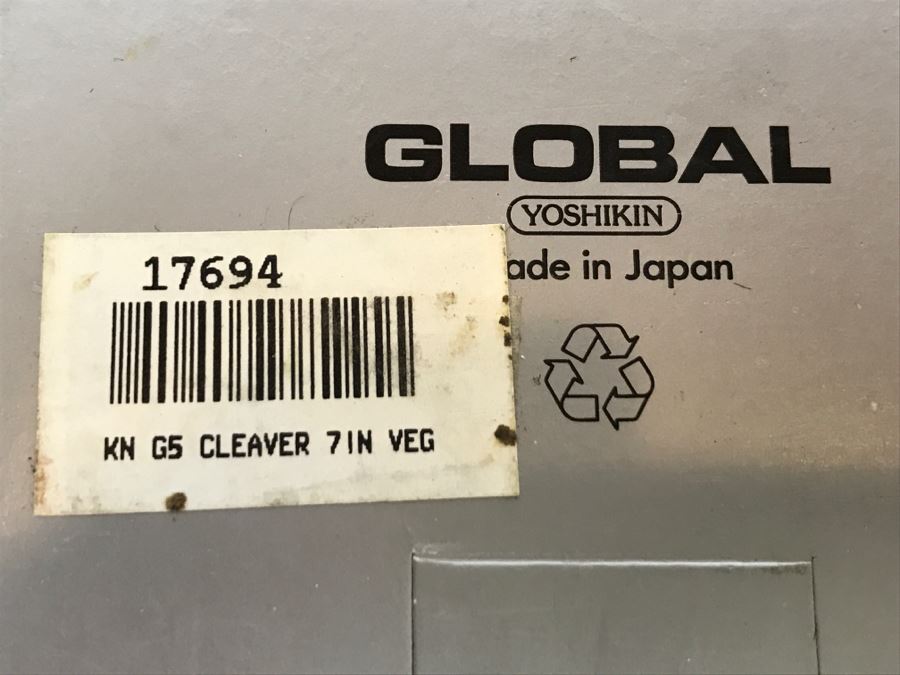 GLOBAL
YOSHIKIN
ade in Japan
17694
KN G5 CLEAVER 7IN VEG